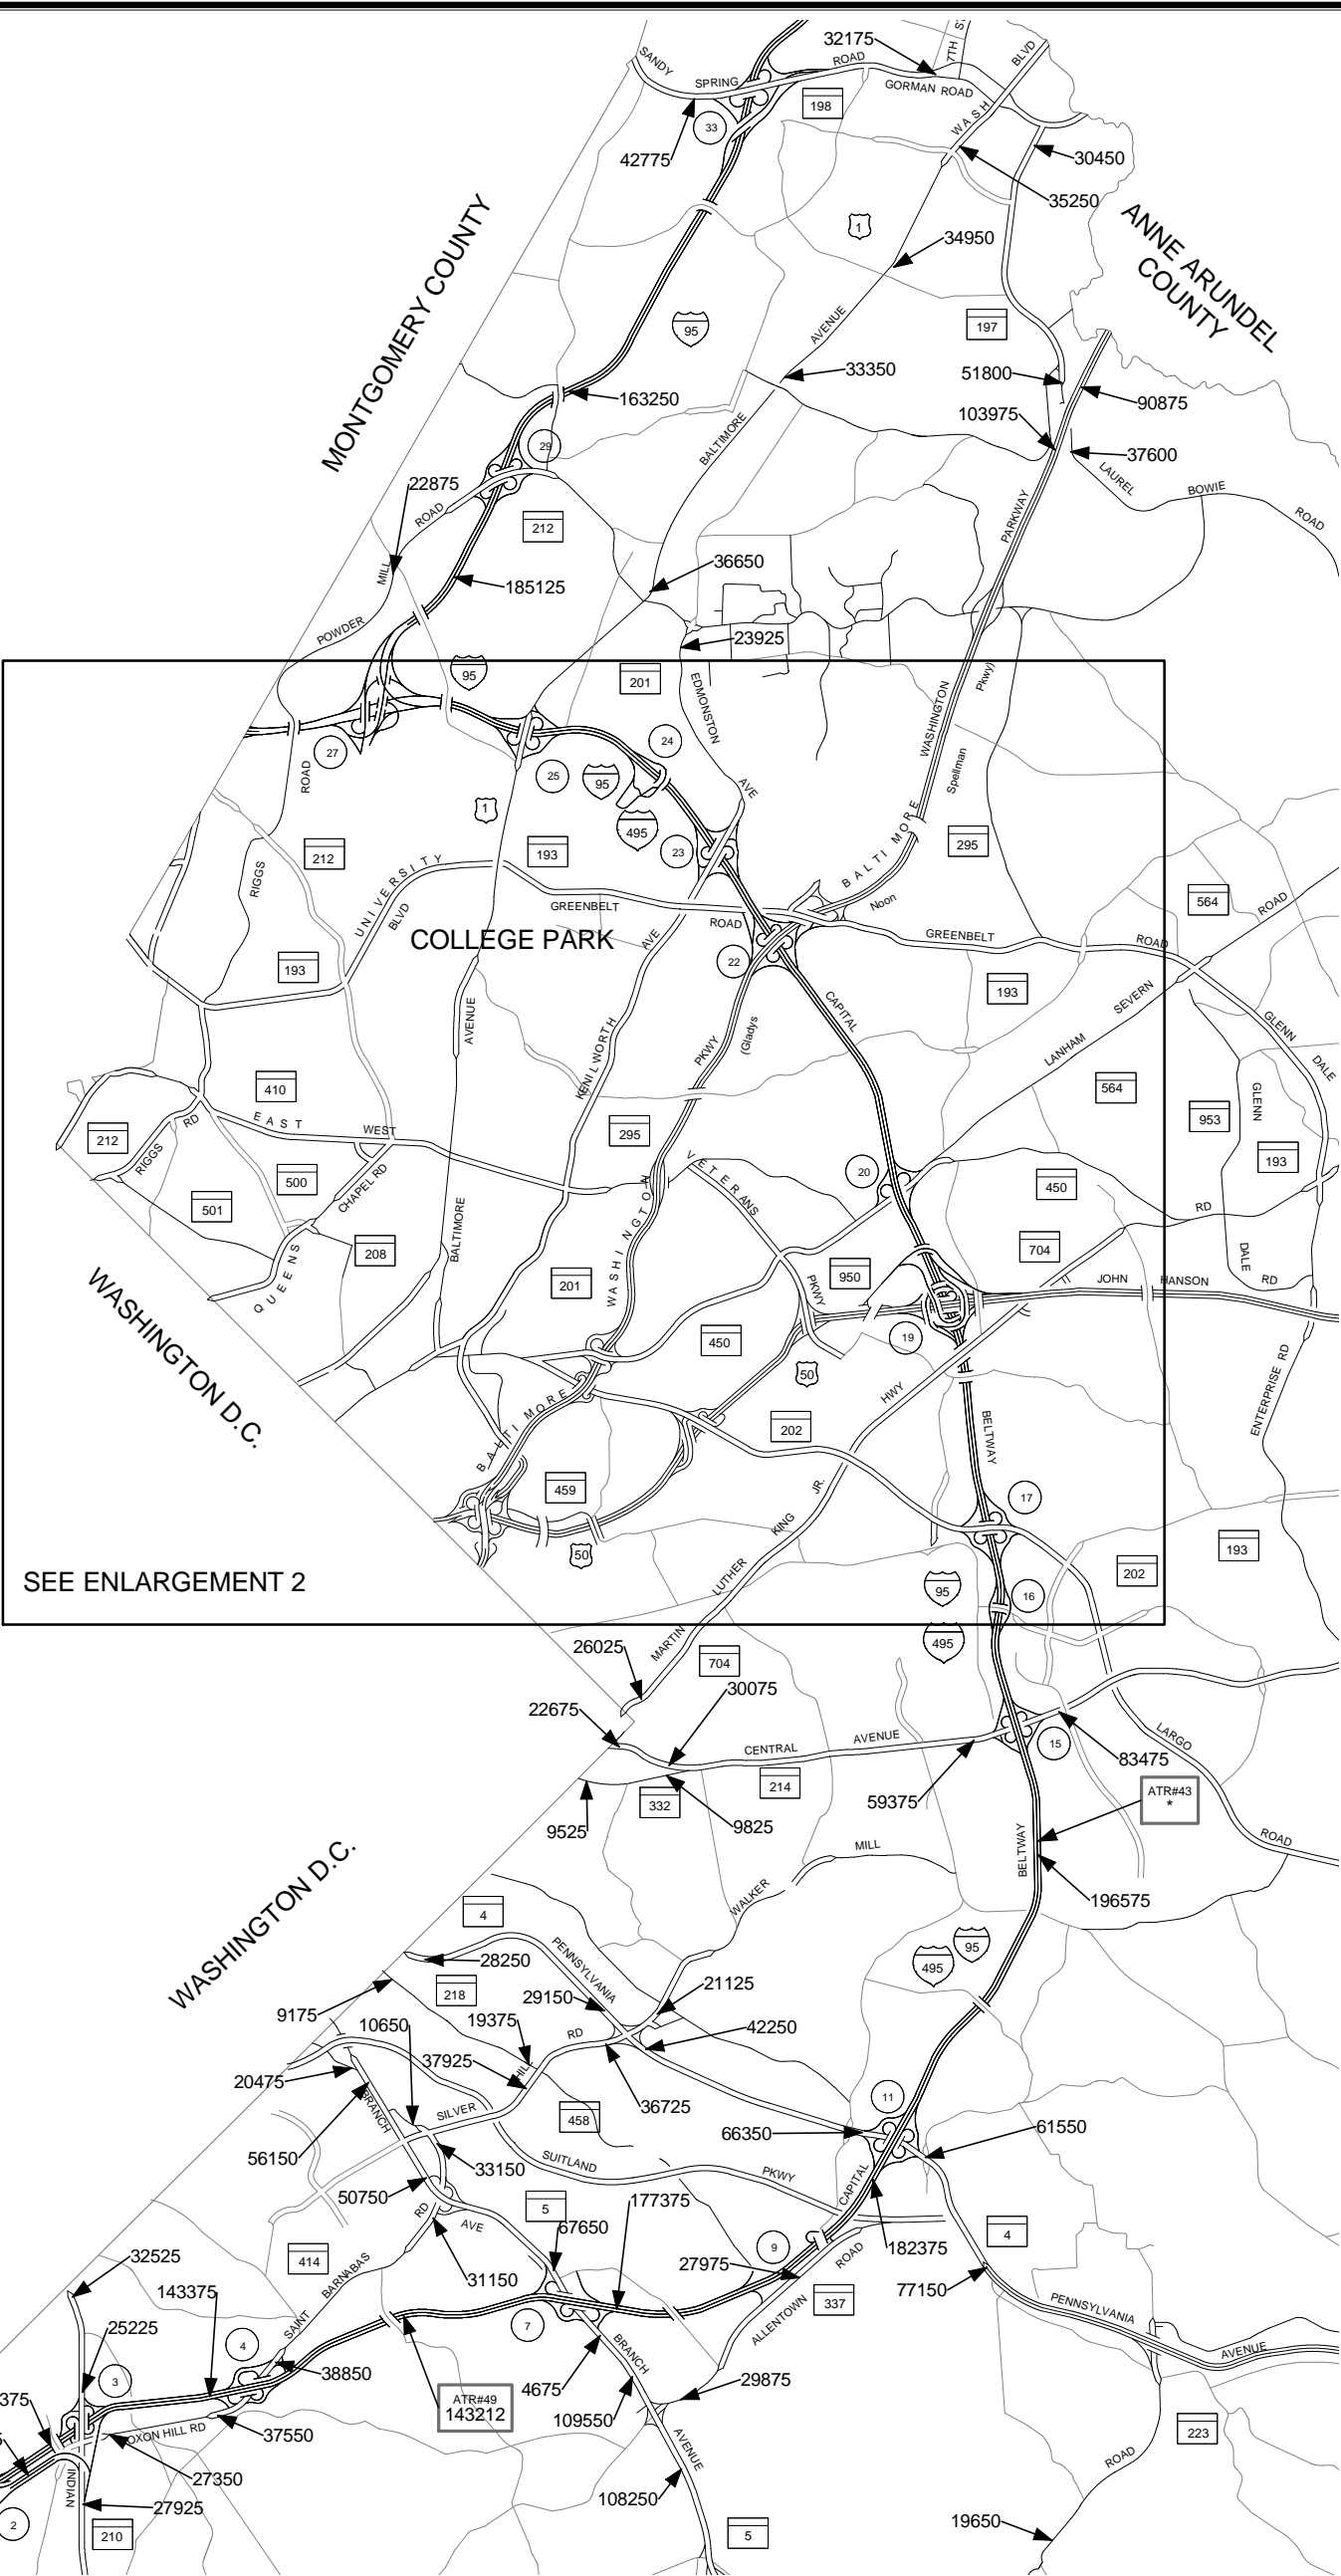 32175
7TH S
BLVD
SANDY
SPRING
ROAD
GORMAN ROAD
198
WASH
33
42775
30450
35250
MONTGOMERY COUNTY
ANNE ARUNDEL
COUNTY
1
34950
95
AVENUE
197
33350
51800
163250
90875
103975
BALTIMORE
37600
29
LAUREL
BOWIE
ROAD
22875
ROAD
212
PARKWAY
MILL
36650
185125
POWDER
23925
95
201
EDMONSTON
WASHINGTON
Pkwy)
27
24
25
95
ROAD
Spellman
AVE
1
495
BALTIMORE
212
193
23
295
UNIVERSITY
BLVD
RIGGS
GREENBELT
ROAD
Noon
564
ROAD
COLLEGE PARK
AVE
GREENBELT
ROAD
22
193
193
CAPITAL
SEVERN
AVENUE
KENILWORTH
PKWY
(Gladys
GLENN
DALE
LANHAM
410
564
GLENN
EAST
WEST
212
RIGGS
RD
295
953
193
VETERANS
500
CHAPEL RD
20
450
501
RD
BALTIMORE
WASHINGTON
208
704
QUEENS
201
950
PKWY
DALE
RD
JOHN
HANSON
WASHINGTON D.C.
450
19
50
ENTERPRISE RD
HWY
BALTIMORE
202
BELTWAY
459
JR.
17
KING
50
193
SEE ENLARGEMENT 2
LUTHER
95
202
16
MARTIN
495
26025
704
30075
22675
CENTRAL
AVENUE
LARGO
15
83475
214
59375
ATR#43
*
332
9525
9825
ROAD
MILL
BELTWAY
WASHINGTON D.C.
WALKER
196575
4
PENNSYLVANIA
95
28250
495
218
29150
21125
9175
19375
10650
RD
42250
37925
HILL
20475
BRANCH
SILVER
36725
11
458
66350
61550
56150
33150
SUITLAND
PKWY
CAPITAL
50750
RD
AVE
5
177375
4
67650
9
182375
32525
414
BARNABAS
31150
27975
ROAD
77150
143375
337
PENNSYLVANIA
25225
SAINT
7
ALLENTOWN
4
BRANCH
AVENUE
3
38850
375
4675
29875
ATR#49
143212
109550
OXON HILL RD
37550
223
AVENUE
ROAD
27350
INDIAN
108250
2
27925
19650
210
5